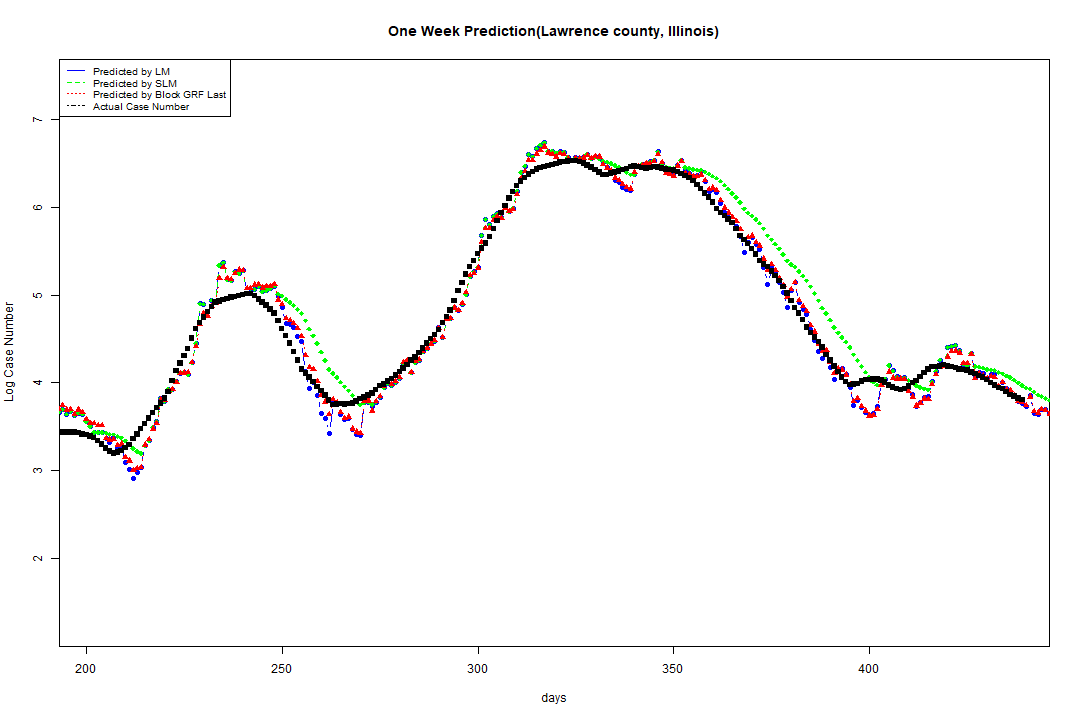 One Week Prediction(Lawrence county, Illinois)
Predicted by LM
Predicted by SLM
Predicted by Block GRF Last
Actual Case Number
7
6
5
4
3
2
Log Case Number
200 250 300 350 400
days